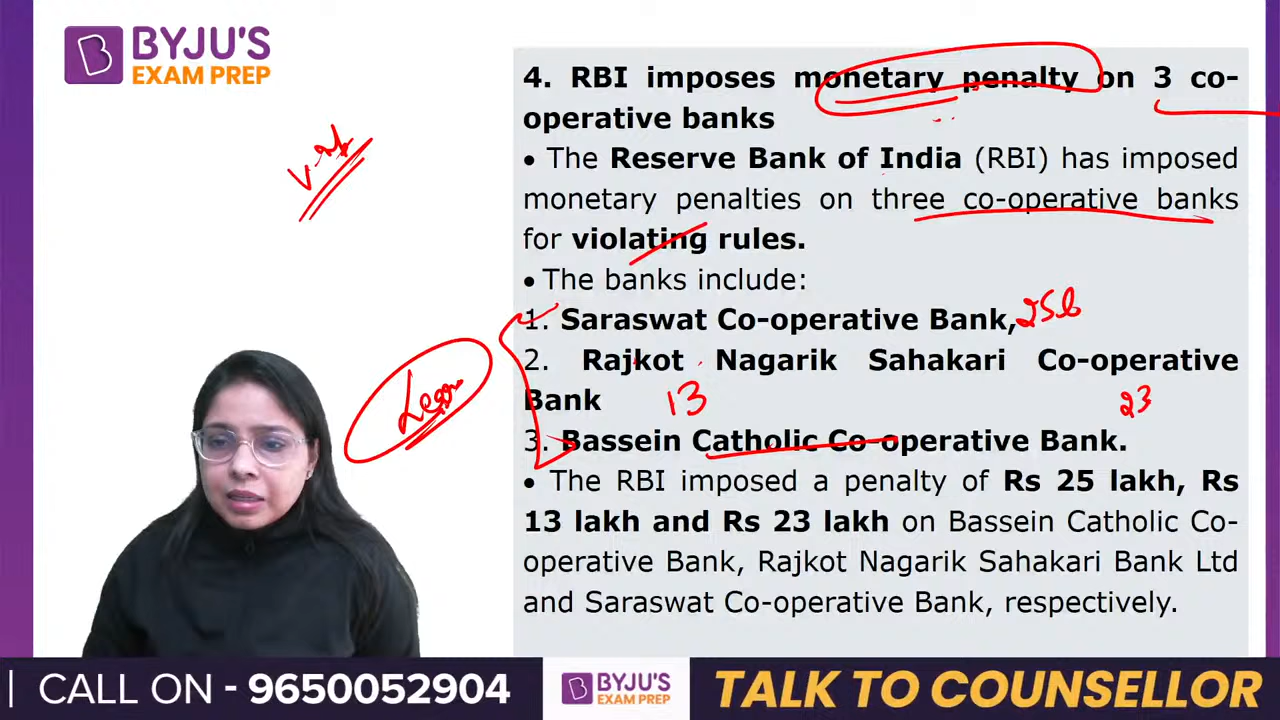 BYJU'S
EXAM PREP
4. RBI imposes monetary penalty on 3 co-
operative banks
• The Reserve Bank of India (RBI) has imposed
monetary penalties on three co-operative banks
for violating rules.
• The banks include:
1. Saraswat Co-operative Bank,
2. Rajkot Nagarik Sahakari Co-operative
Bank
13
23
3. Bassein Catholic Co-operative Bank.
• The RBI imposed a penalty of Rs 25 lakh, Rs
13 lakh and Rs 23 lakh on Bassein Catholic Co-
operative Bank, Rajkot Nagarik Sahakari Bank Ltd
and Saraswat Co-operative Bank, respectively.
CALL ON - 9650052904
BYJU'S
EXAM PREP
TALK TO COUNSELLOR